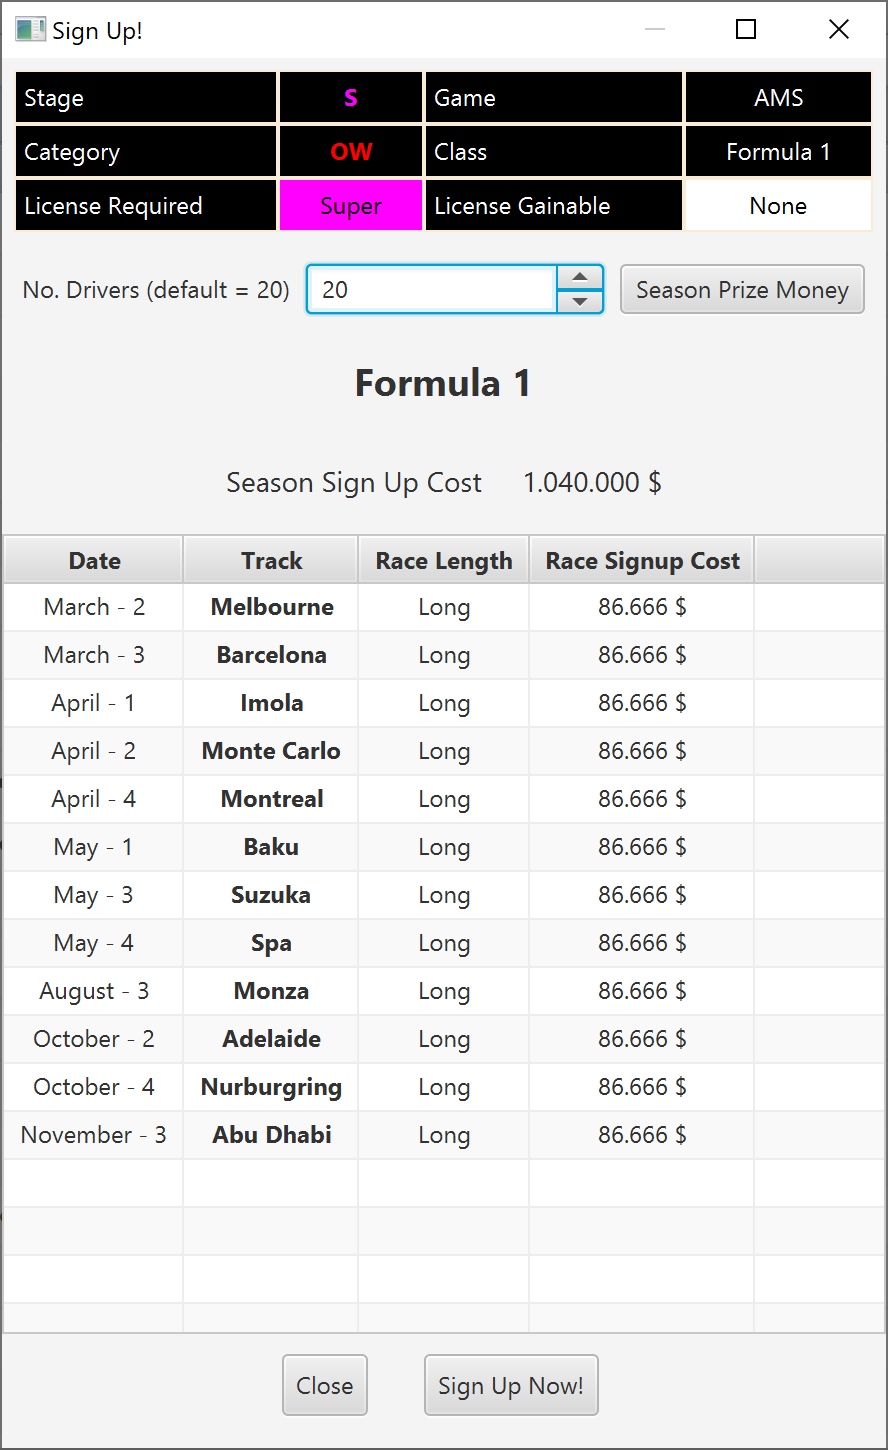 Sign Up!
Stage S Game AMS
Category OW Class Formula 1
License Required Super License Gainable None
No. Drivers (default = 20) 20 Season Prize Money
Formula 1
Season Sign Up Cost 1.040.000 $
Date Track Race Length Race Signup Cost
March - 2 Melbourne Long 86.666 $
March - 3 Barcelona Long 86.666 $
April - 1 Imola Long 86.666 $
April - 2 Monte Carlo Long 86.666 $
April - 4 Montreal Long 86.666 $
May - 1 Baku Long 86.666 $
May - 3 Suzuka Long 86.666 $
May - 4 Spa Long 86.666 $
August - 3 Monza Long 86.666 $
October - 2 Adelaide Long 86.666 $
October - 4 Nurburgring Long 86.666 $
November - 3 Abu Dhabi Long 86.666 $
Close Sign Up Now!